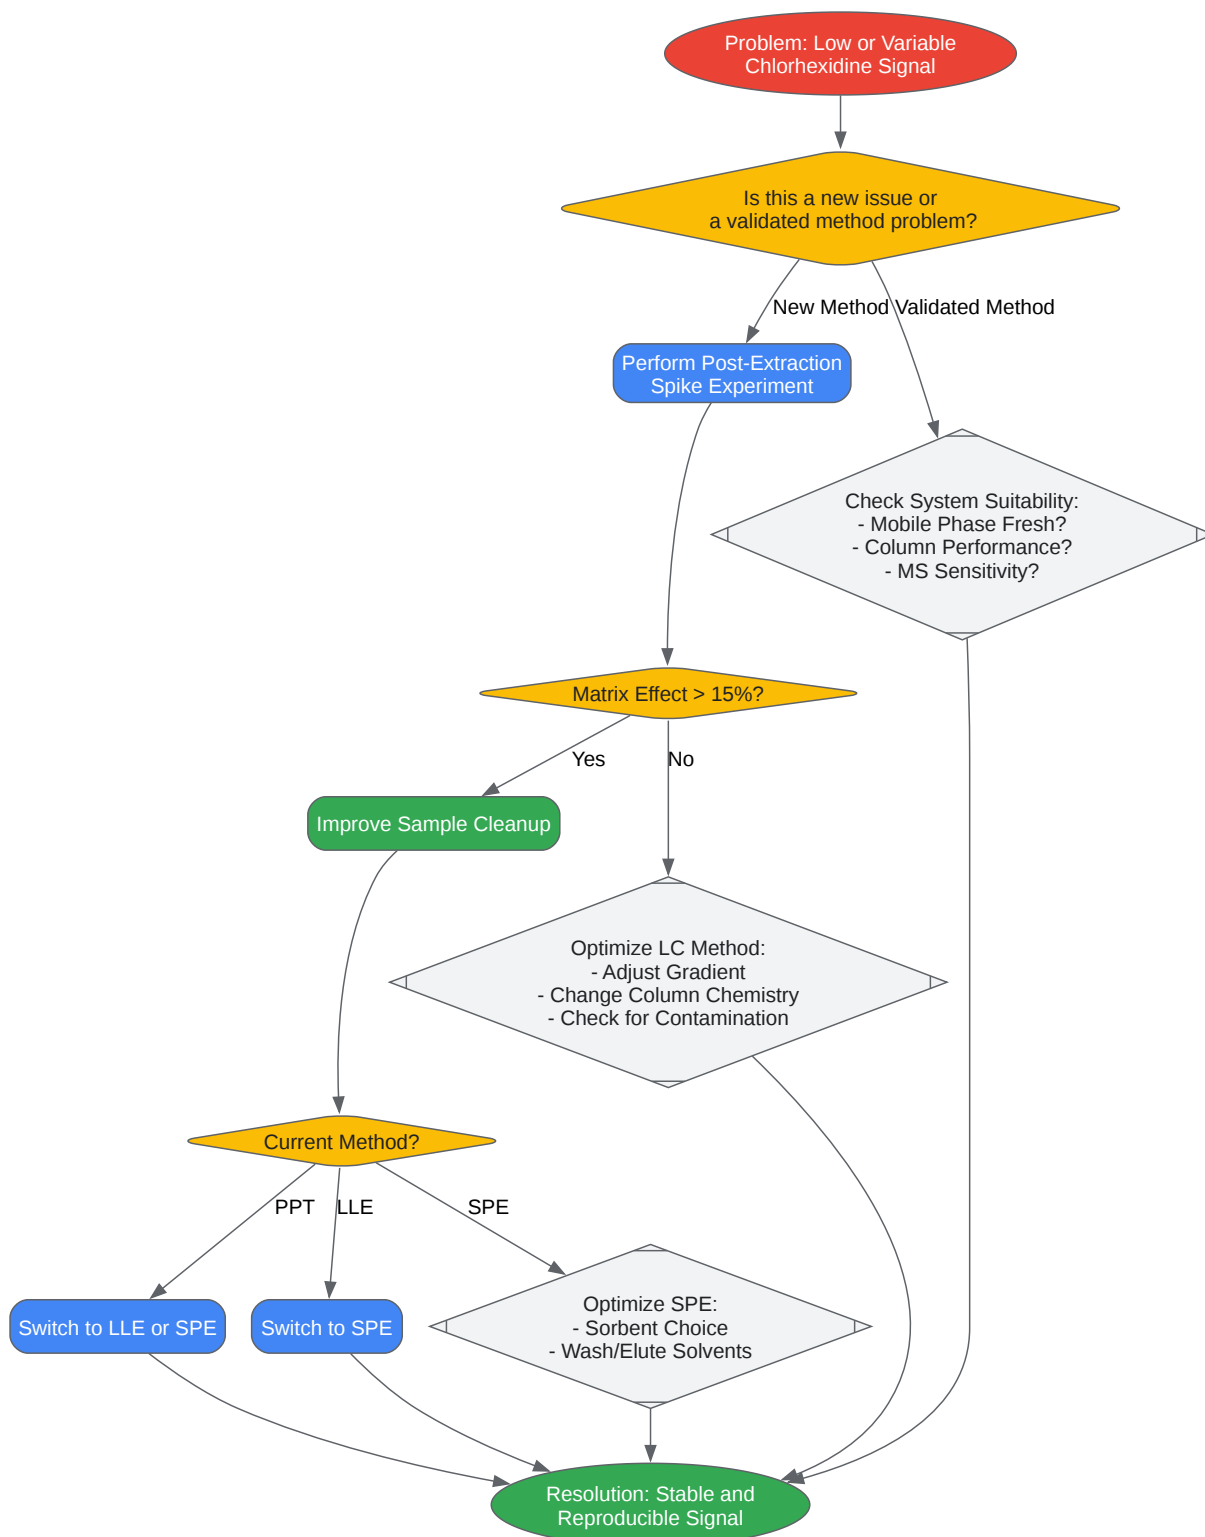 Problem: Low or Variable
Chlorhexidine Signal
Is this a new issue or
a validated method problem?
New Method
Validated Method
Perform Post-Extraction
Spike Experiment
Check System Suitability:
- Mobile Phase Fresh?
- Column Performance?
- MS Sensitivity?
Matrix Effect > 15%?
Yes
No
Improve Sample Cleanup
Optimize LC Method:
- Adjust Gradient
- Change Column Chemistry
- Check for Contamination
Current Method?
PPT
LLE
SPE
Switch to LLE or SPE
Switch to SPE
Optimize SPE:
- Sorbent Choice
- Wash/Elute Solvents
Resolution: Stable and
Reproducible Signal